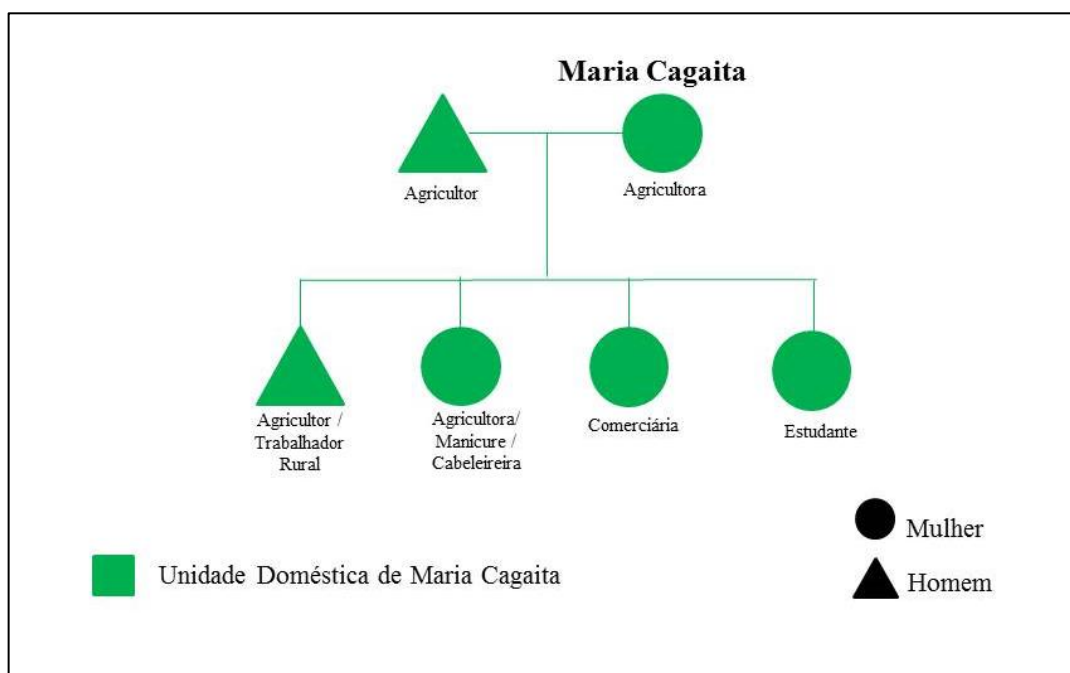 Maria Cagaita
Agricultor
Agricultora
Agricultor /
Trabalhador
Rural
Agricultora/
Manicure /
Cabeleireira
Comerciária
Estudante
Mulher
Homem
Unidade Doméstica de Maria Cagaita